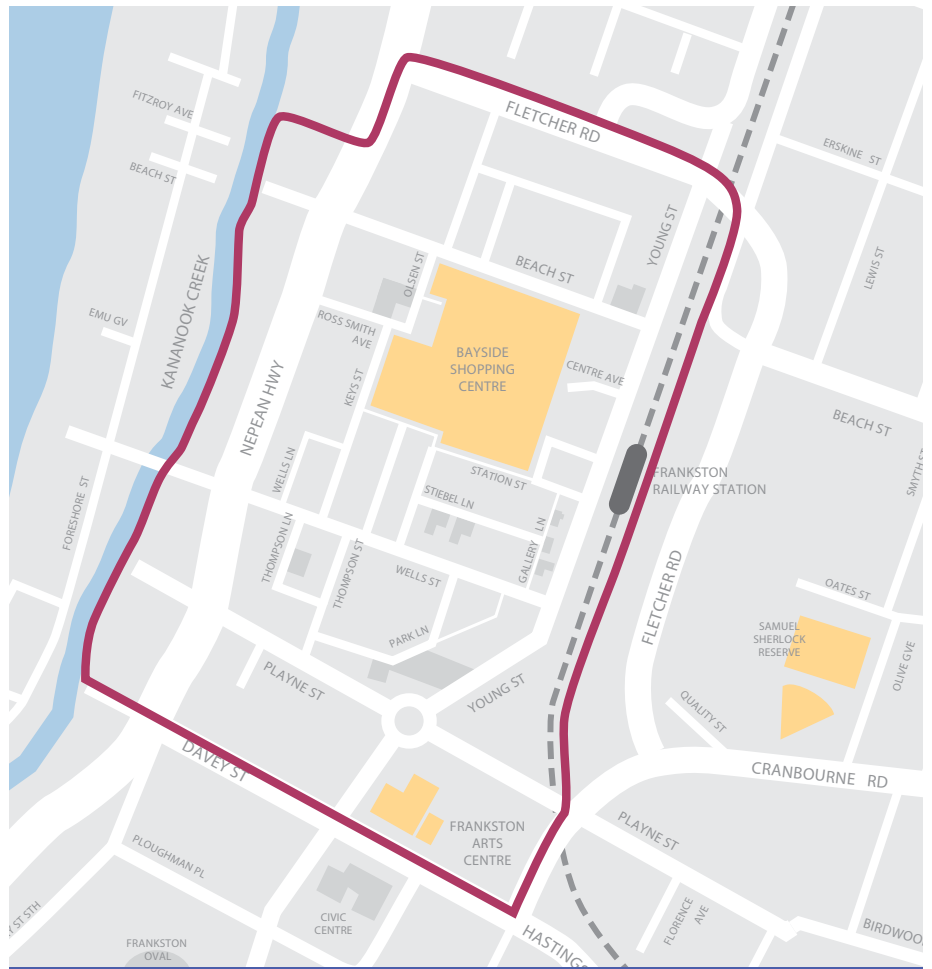 FLETCHER RD
FITZROY AVE
ERSKINE ST
BEACH ST
YOUNG ST
LEWIS ST
OLSEN ST
BEACH ST
KANANOOK CREEK
EMU GV
ROSS SMITH
AVE
BAYSIDE
SHOPPING
CENTRE
CENTRE AVE
KEYS ST
NEPEAN HWY
BEACH ST
WELLS LN
STATION ST
FRANKSTON
RAILWAY STATION
SMYTH ST
STIEBEL LN
FORESHORE ST
THOMPSON LN
THOMPSON ST
GALLERY LN
WELLS ST
FLETCHER RD
OATES ST
SAMUEL
SHERLOCK
RESERVE
PARK LN
OLIVE GVE
PLAYNE ST
YOUNG ST
QUALITY ST
DAVEY ST
CRANBOURNE RD
FRANKSTON
ARTS
CENTRE
PLAYNE ST
PLOUGHMAN PL
CIVIC
CENTRE
FLORENCE
AVE
Y ST STH
HASTINGS
BIRDWOO
FRANKSTON
OVAL